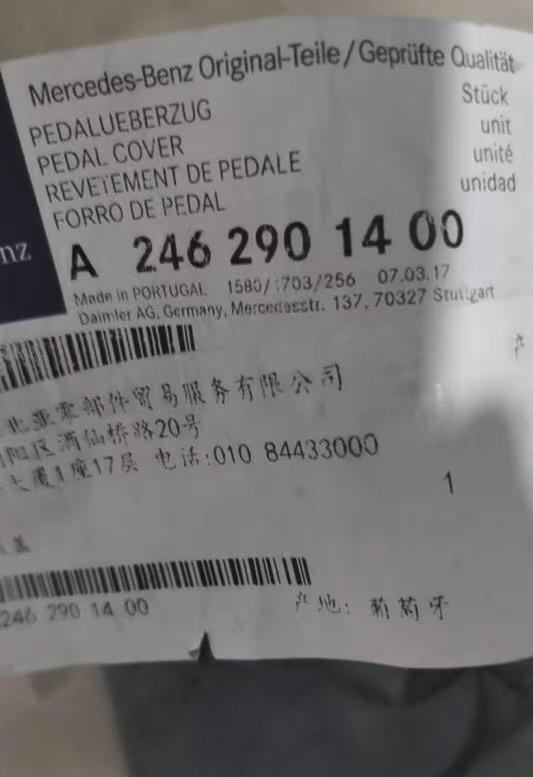 Mercedes-Benz Original-Teile/Geprüfte Qualität
PEDALUEBERZUG
PEDAL COVER
REVETEMENT DE PEDALE
FORRO DE PEDAL
Stück
unit
unité
unidad
nz
A 246 290 14 00
Made in PORTUGAL 1580/1703/256 07.03.17
Daimler AG, Germany, Mercedesstr. 137, 70327 Stuttgart
产
北亚零部件贸易服务有限公司
阳区酒仙桥路20号
大厦1座17层 电话:010 84433000
1
盖
246 290 14 00
产地: 葡萄牙